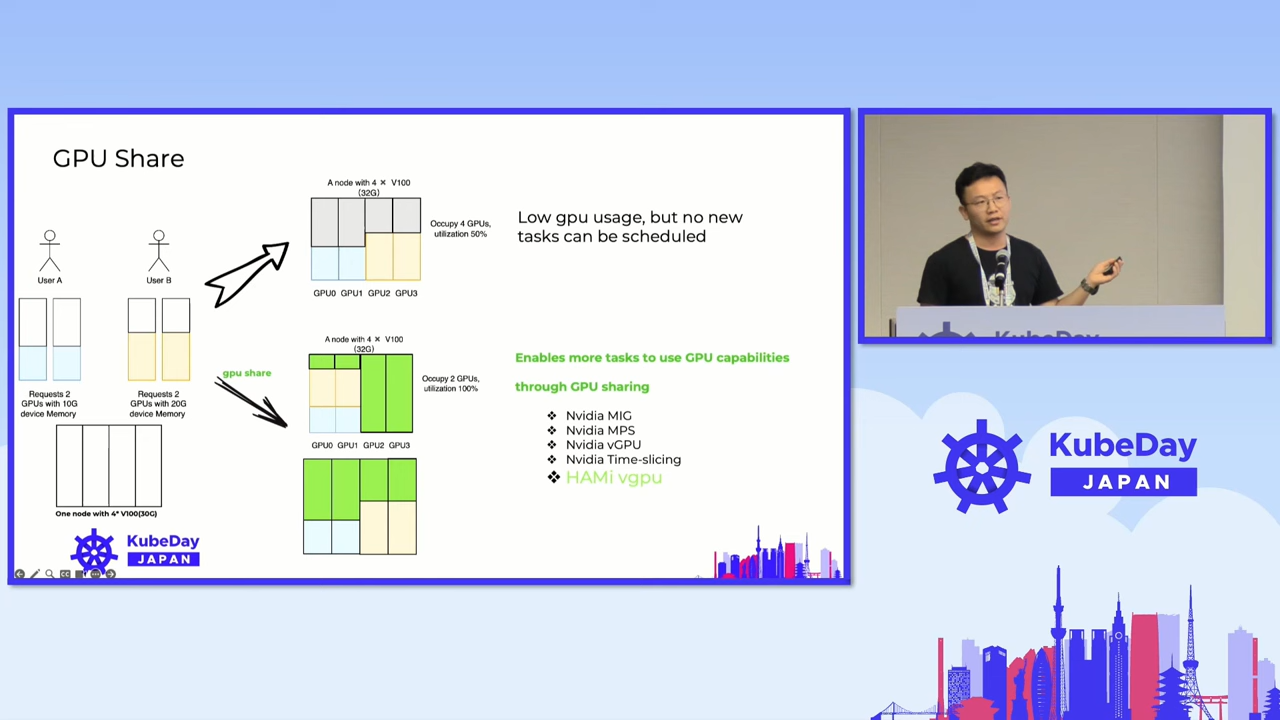 GPU Share
A node with 4 × V100
(32G)
Occupy 4 GPUs,
utilization 50%
Low gpu usage, but no new
tasks can be scheduled
GPU0 GPU1 GPU2 GPU3
User A
User B
Requests 2
GPUs with 10G
device Memory
Requests 2
GPUs with 20G
device Memory
gpu share
A node with 4 × V100
(32G)
Occupy 2 GPUs,
utilization 100%
GPU0 GPU1 GPU2 GPU3
Enables more tasks to use GPU capabilities
through GPU sharing
❖ Nvidia MIG
❖ Nvidia MPS
❖ Nvidia vGPU
❖ Nvidia Time-slicing
❖ HAMi vgpu
One node with 4* V100(30G)
KubeDay
JAPAN
KubeDay
KubeDay
JAPAN